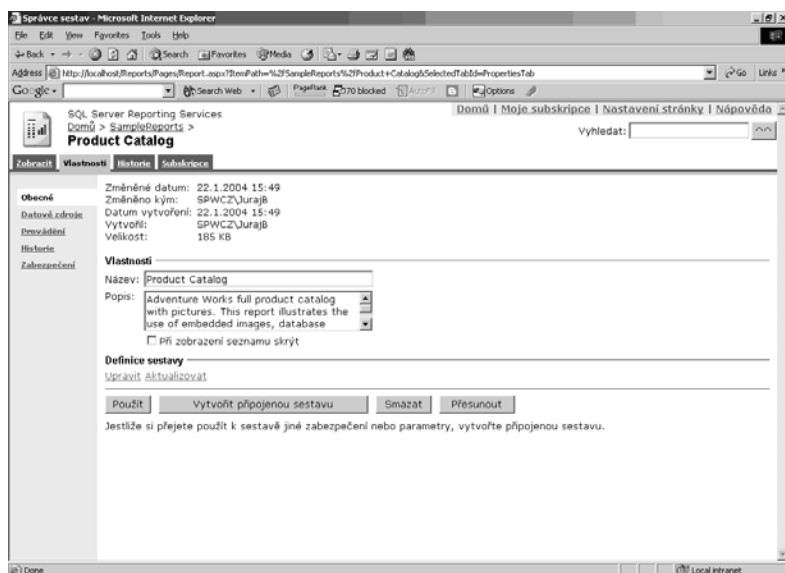 Správce sestav - Microsoft Internet Explorer
File Edit View Favorites Tools Help
Back Search Favorites Media
Address http://localhost/Reports/Pages/Report.aspx?ItemPath=%2fSampleReports%2fProduct+Catalog&SelectedTabId=PropertiesTab Go Links
Google Search Web PageRank 370 blocked AutoFill Options
SQL Server Reporting Services
Domů | Moje subskripce | Nastavení stránky | Nápověda
Domů > SampleReports >
Product Catalog
Vyhledat:
Zobrazit Vlastnosti Historie Subskripce
Obecné
Datové zdroje
Provádění
Historie
Zabezpečení
Změněné datum: 22.1.2004 15:49
Změněno kým: SPWCZ\JurajB
Datum vytvoření: 22.1.2004 15:49
Vytvořil: SPWCZ\JurajB
Velikost: 185 KB
Vlastnosti
Název: Product Catalog
Popis: Adventure Works full product catalog
with pictures. This report illustrates the
use of embedded images, database
Při zobrazení seznamu skrýt
Definice sestavy
Upravit Aktualizovat
Použít Vytvořit připojenou sestavu Smazat Přesunout
Jestliže si přejete použít k sestavě jiné zabezpečení nebo parametry, vytvořte připojenou sestavu.
Done Local intranet